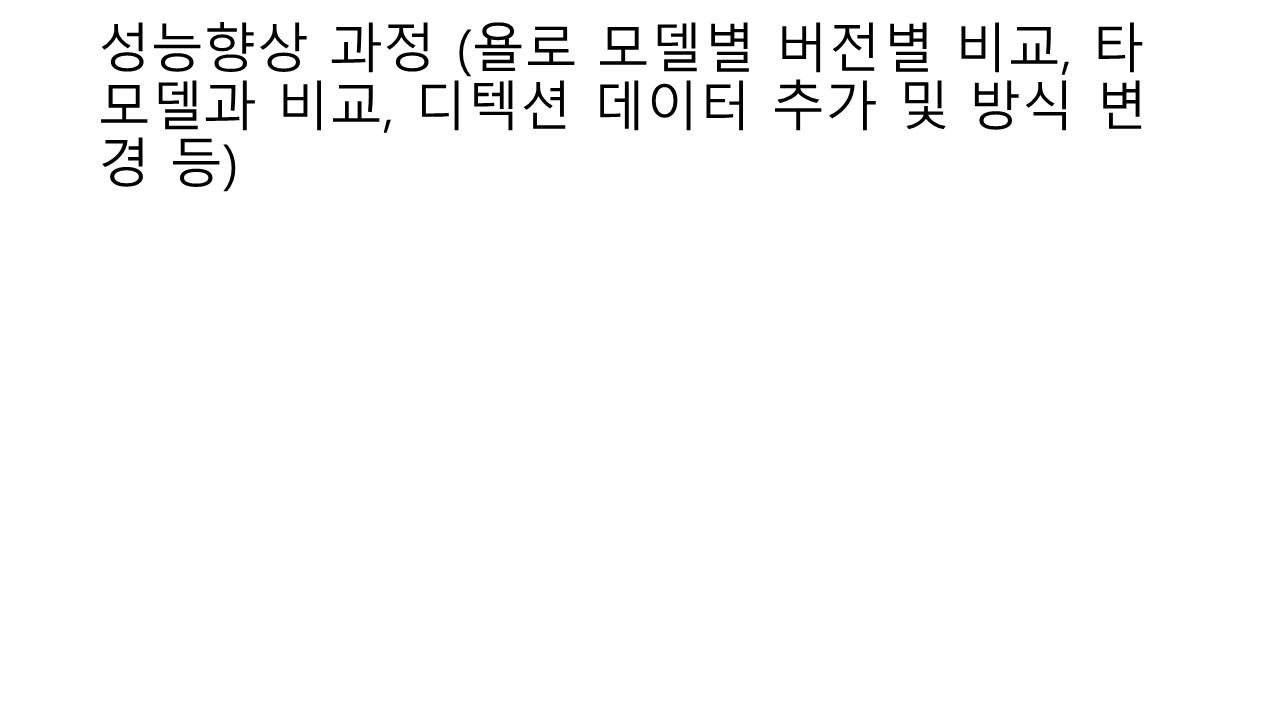 성능향상 과정 (욜로 모델별 버전별 비교, 타
모델과 비교, 디텍션 데이터 추가 및 방식 변
경 등)